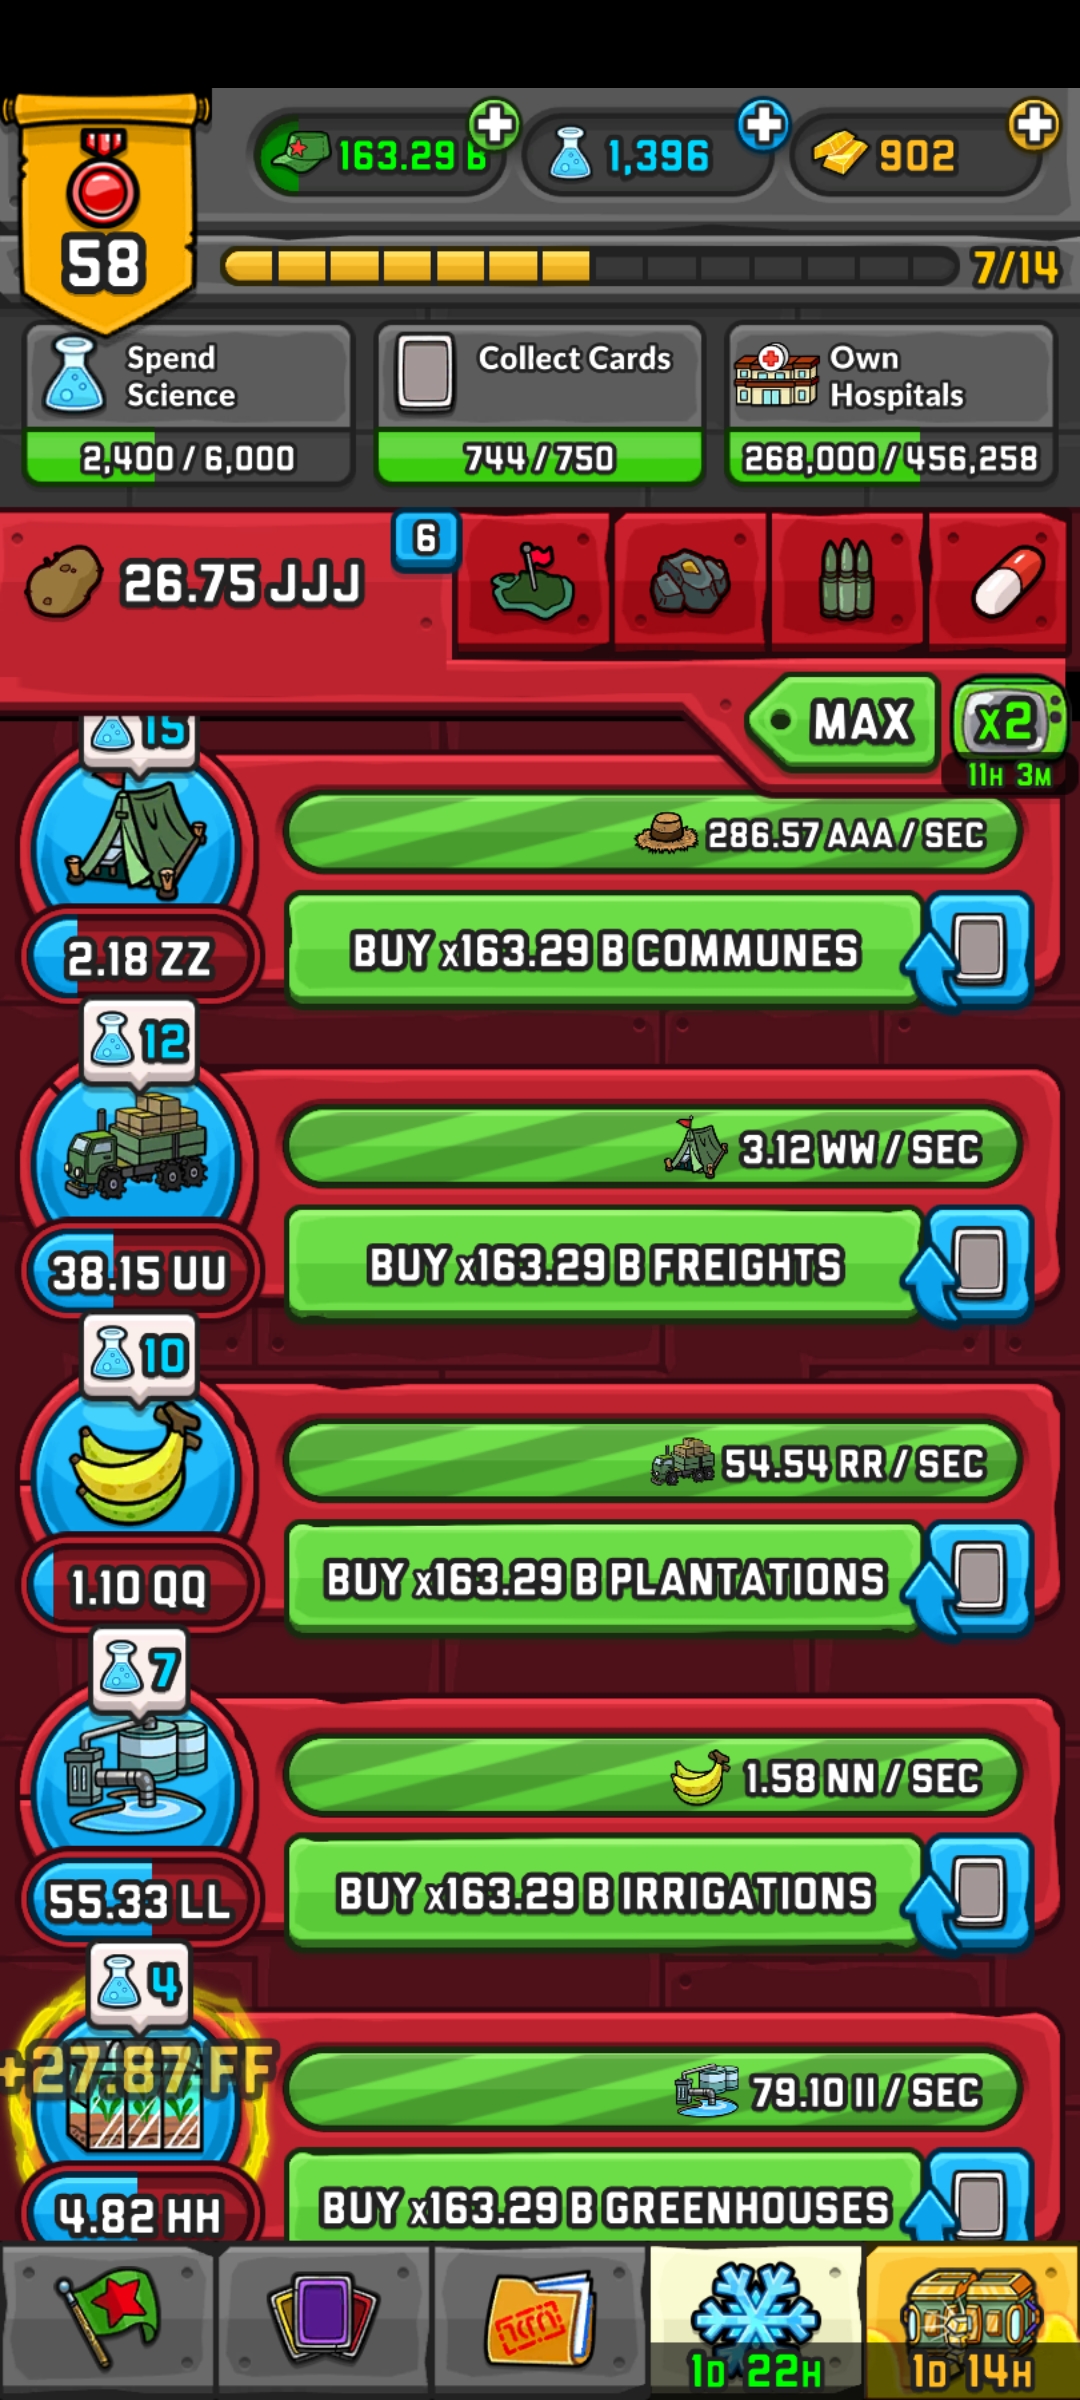 163.29 B
1,396
902
58
7/14
Spend
Science
Collect Cards
Own
Hospitals
2,400 / 6,000
744 / 750
268,000 / 456,258
26.75 JJJ
6
MAX
x2
11H 3M
15
286.57 AAA / SEC
2.18 ZZ
BUY x163.29 B COMMUNES
12
3.12 WW / SEC
38.15 UU
BUY x163.29 B FREIGHTS
10
54.54 RR / SEC
1.10 QQ
BUY x163.29 B PLANTATIONS
7
1.58 NN / SEC
55.33 LL
BUY x163.29 B IRRIGATIONS
4
+27.87 FF
79.10 II / SEC
4.82 HH
BUY x163.29 B GREENHOUSES
1D 22H
1D 14H